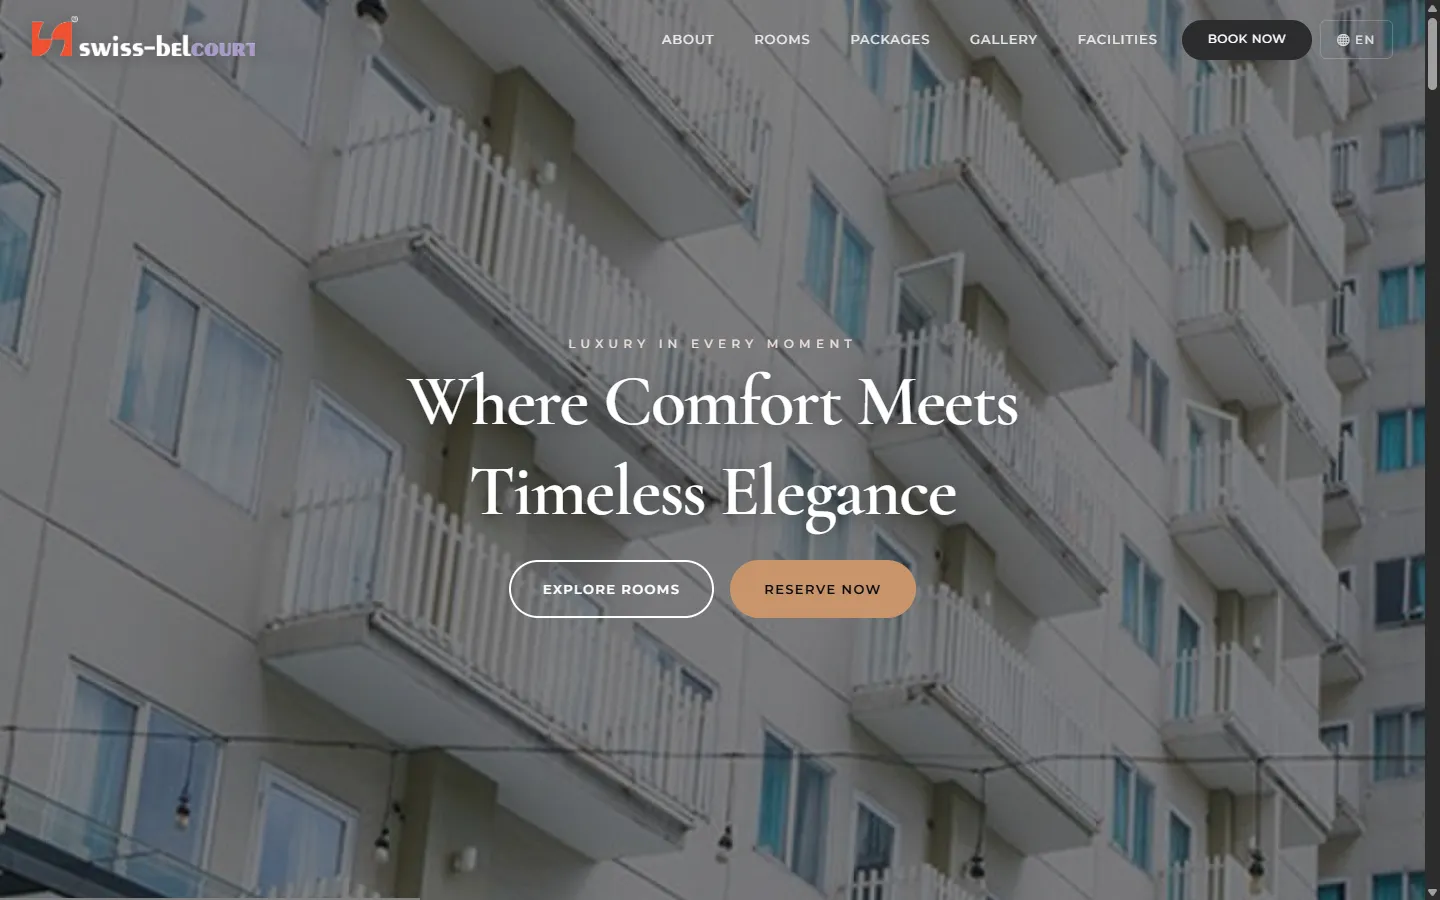 swiss-belcourt
ABOUT
ROOMS
PACKAGES
GALLERY
FACILITIES
BOOK NOW
EN
LUXURY IN EVERY MOMENT
Where Comfort Meets
Timeless Elegance
EXPLORE ROOMS
RESERVE NOW